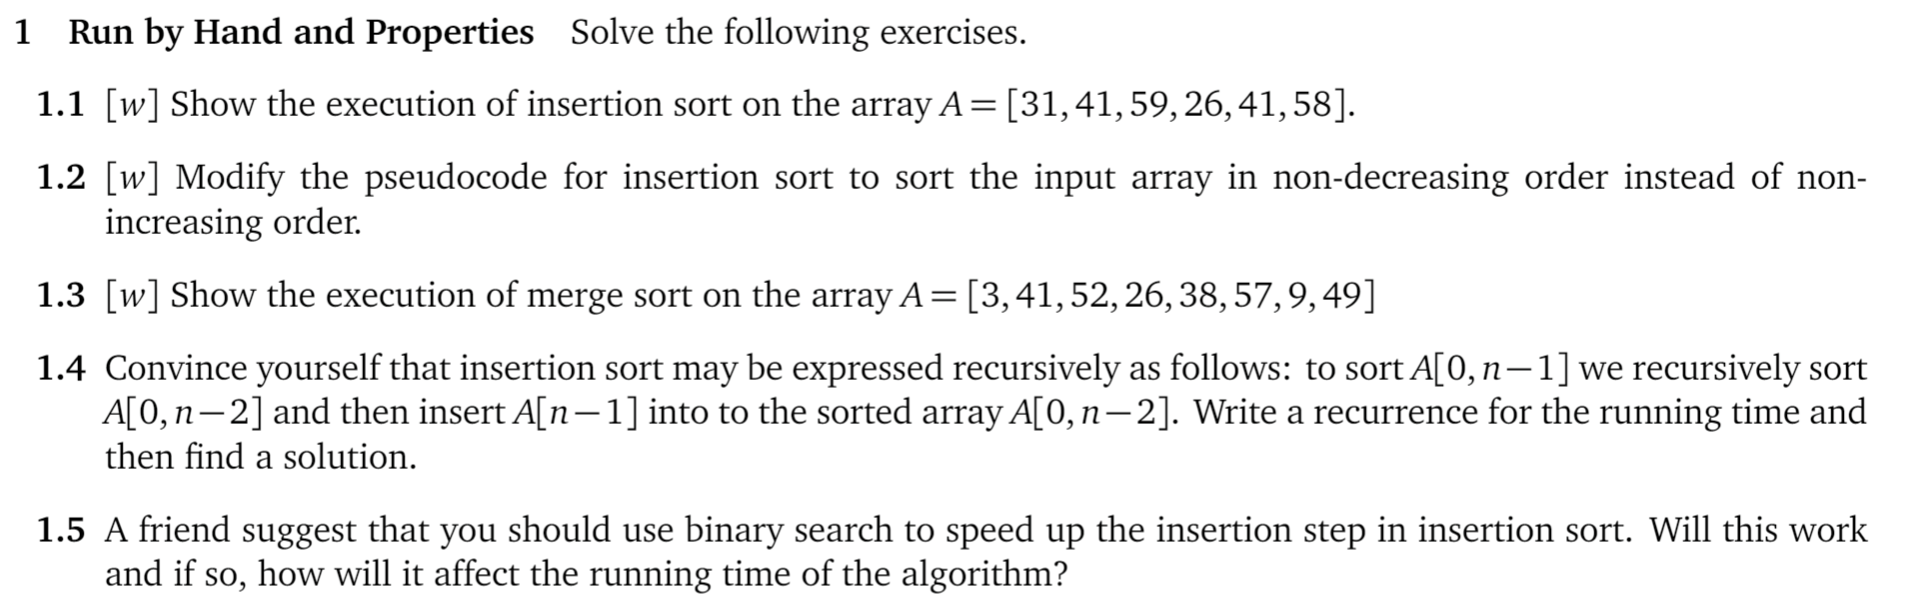 1 Run by Hand and Properties Solve the following exercises.
1.1 [w] Show the execution of insertion sort on the array A = [31, 41, 59, 26, 41, 58].
1.2 [w] Modify the pseudocode for insertion sort to sort the input array in non-decreasing order instead of non-
increasing order.
1.3 [w] Show the execution of merge sort on the array A = [3, 41, 52, 26, 38, 57, 9, 49]
1.4 Convince yourself that insertion sort may be expressed recursively as follows: to sort A[0, n−1] we recursively sort
A[0, n−2] and then insert A[n−1] into to the sorted array A[0, n−2]. Write a recurrence for the running time and
then find a solution.
1.5 A friend suggest that you should use binary search to speed up the insertion step in insertion sort. Will this work
and if so, how will it affect the running time of the algorithm?